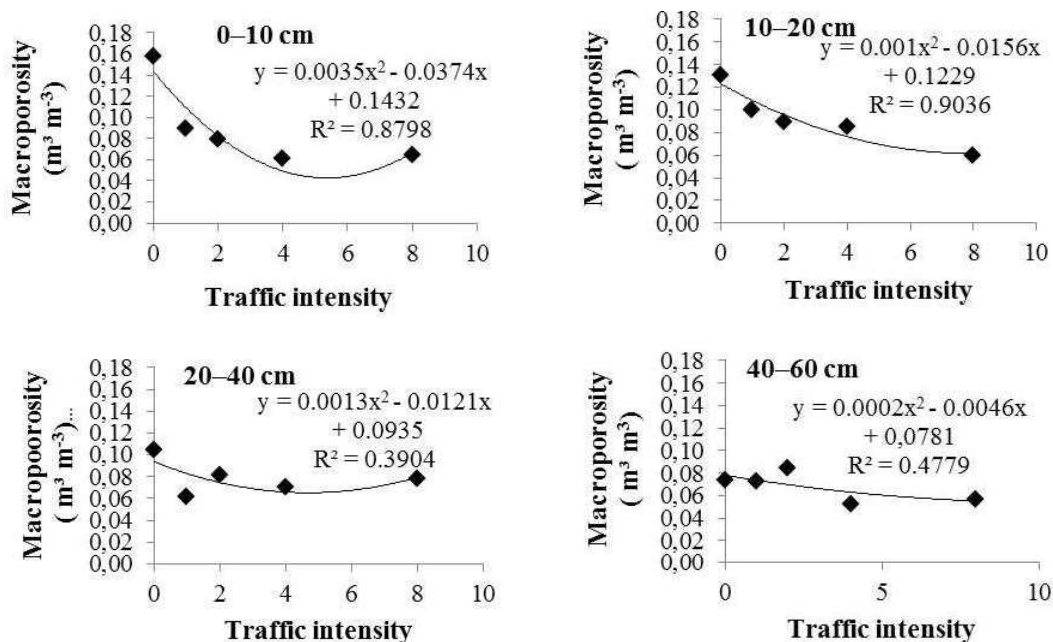 0–10 cm
y = 0.0035x² - 0.0374x
+ 0.1432
R² = 0.8798
Macroporosity
(m³ m⁻³)
0,18
0,16
0,14
0,12
0,10
0,08
0,06
0,04
0,02
0,00
0 2 4 6 8 10
Traffic intensity
10–20 cm
y = 0.001x² - 0.0156x
+ 0.1229
R² = 0.9036
Macroporosity
( m³ m⁻³)
0,18
0,16
0,14
0,12
0,10
0,08
0,06
0,04
0,02
0,00
0 2 4 6 8 10
Traffic intensity
20–40 cm
y = 0.0013x² - 0.0121x
+ 0.0935
R² = 0.3904
Macropoorosity
( m³ m⁻³)...
0,18
0,16
0,14
0,12
0,10
0,08
0,06
0,04
0,02
0,00
0 2 4 6 8 10
Traffic intensity
40–60 cm
y = 0.0002x² - 0.0046x
+ 0,0781
R² = 0.4779
Macroporosity
( m³ m³)
0,18
0,16
0,14
0,12
0,10
0,08
0,06
0,04
0,02
0,00
0 5 10
Traffic intensity